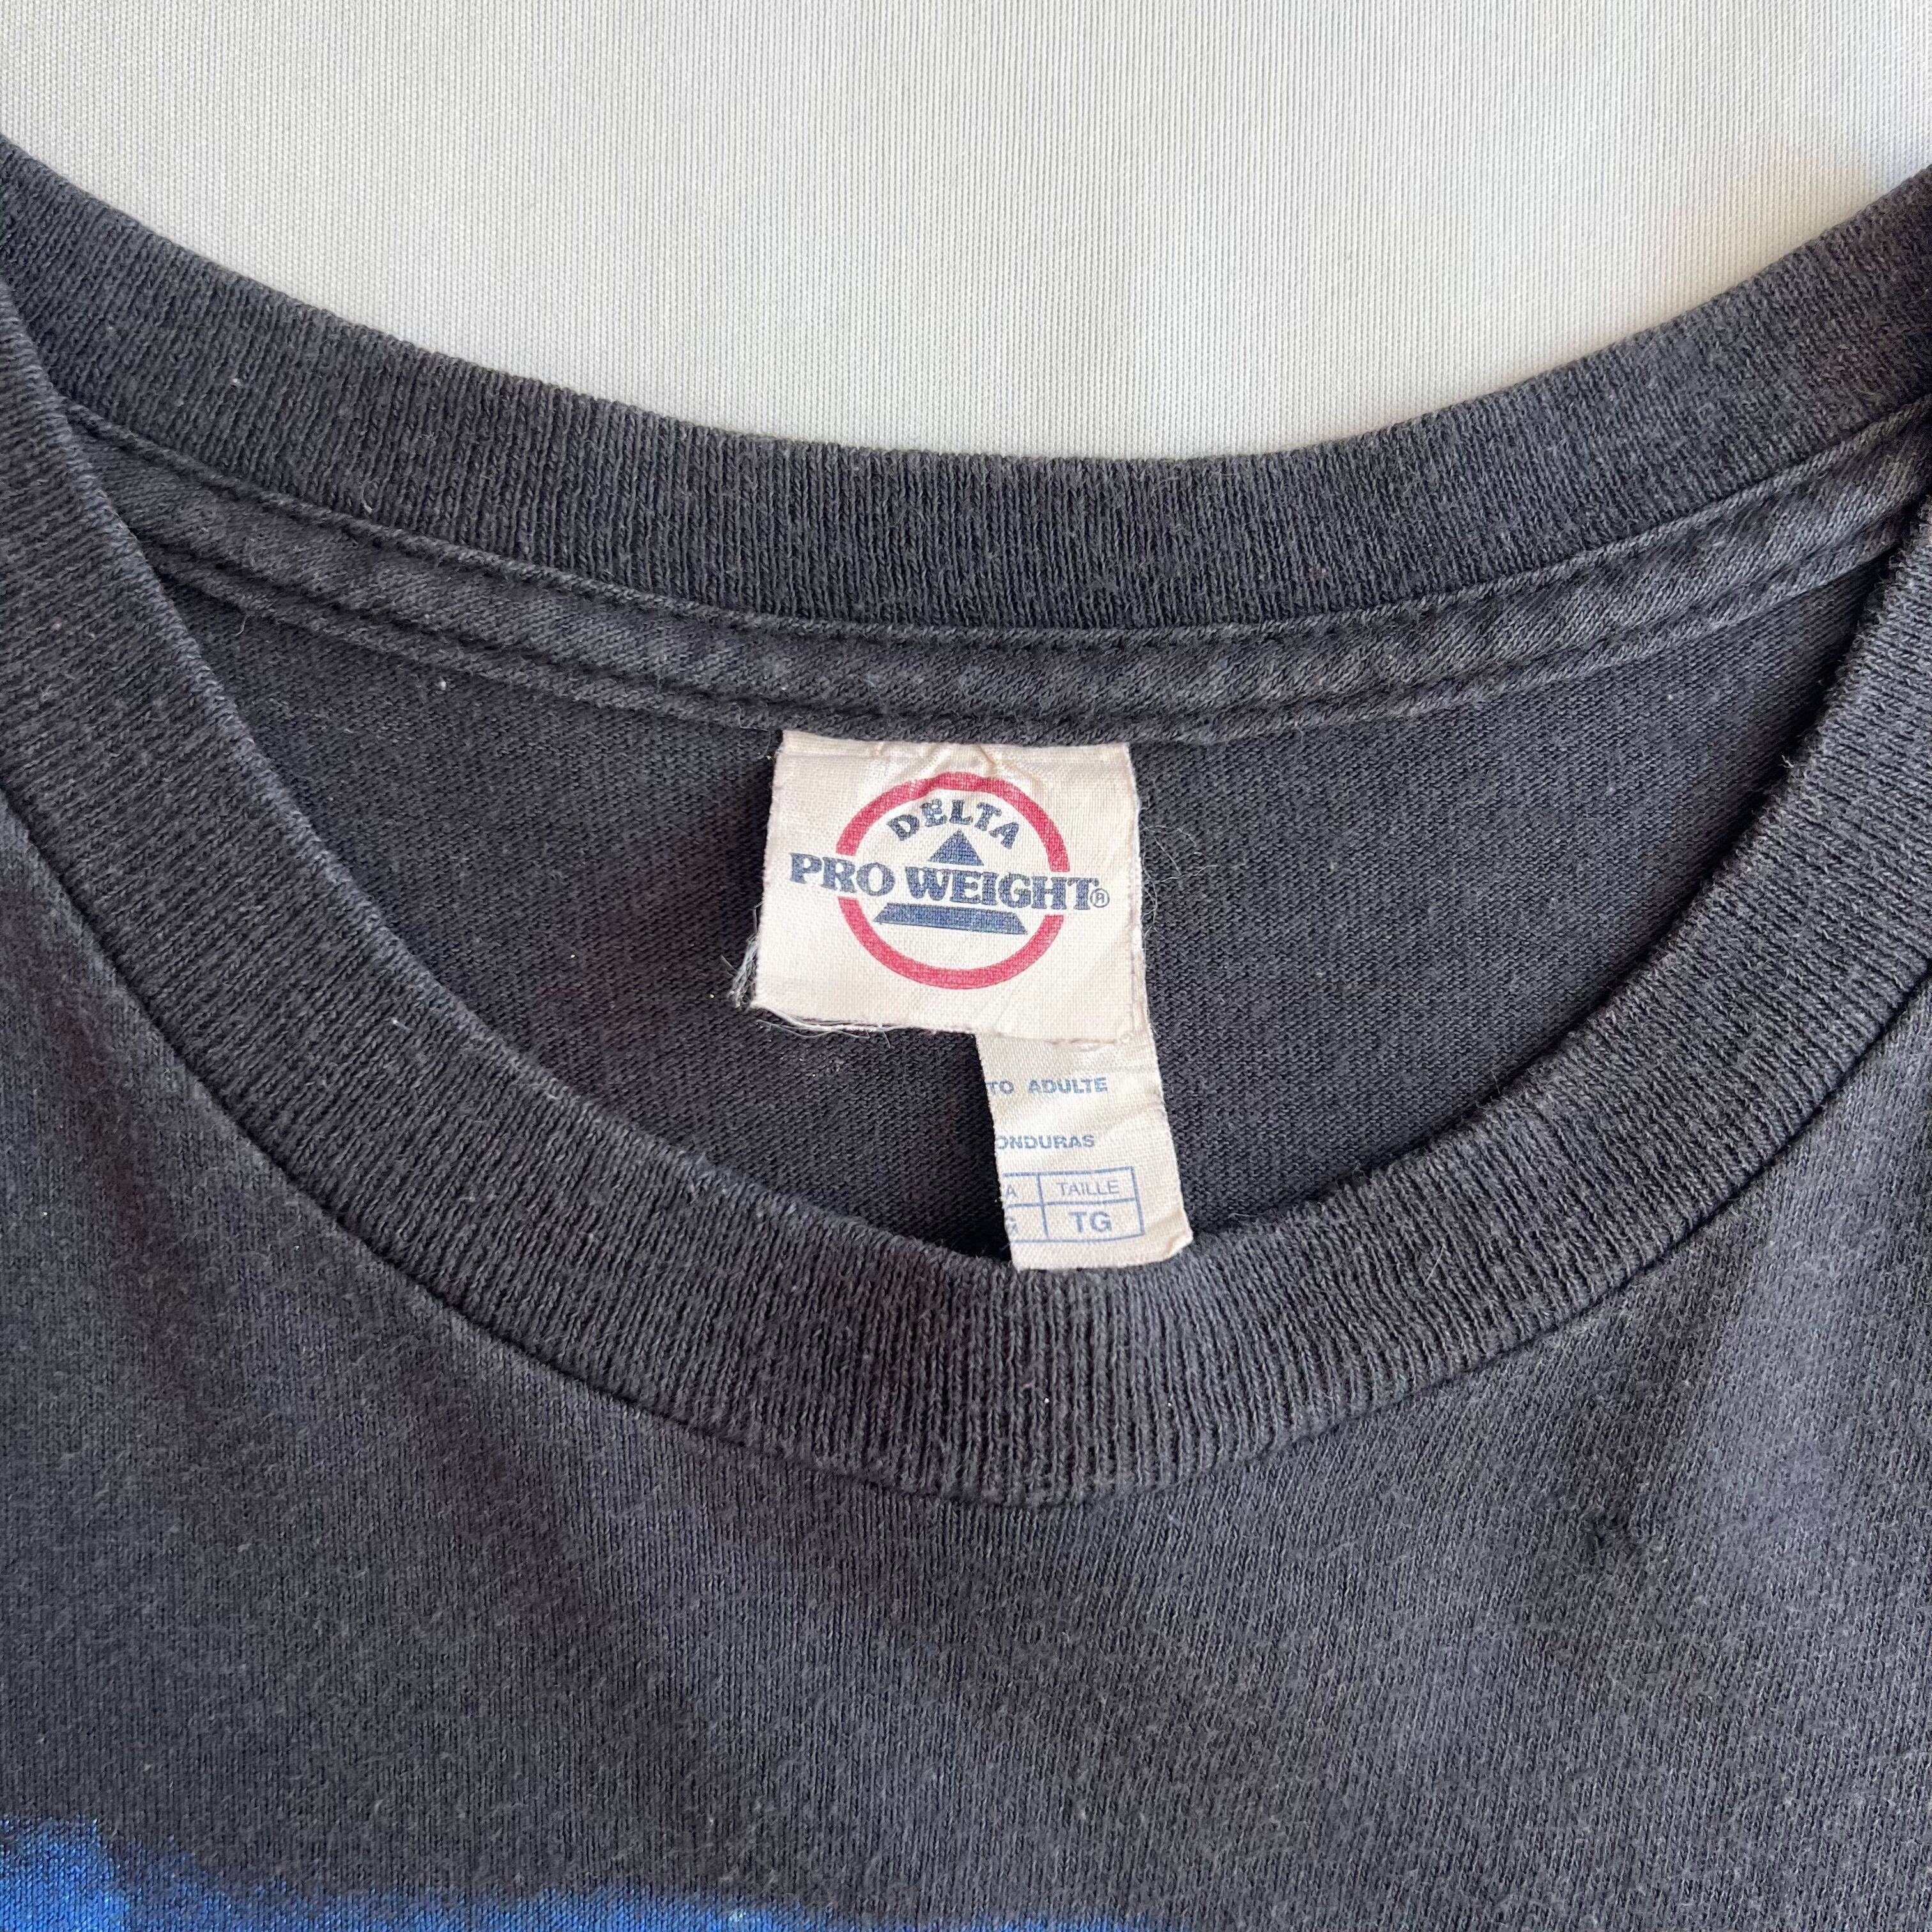 DELTA
PRO WEIGHT®
TO ADULTE
ONDURAS
A TAILLE
G TG